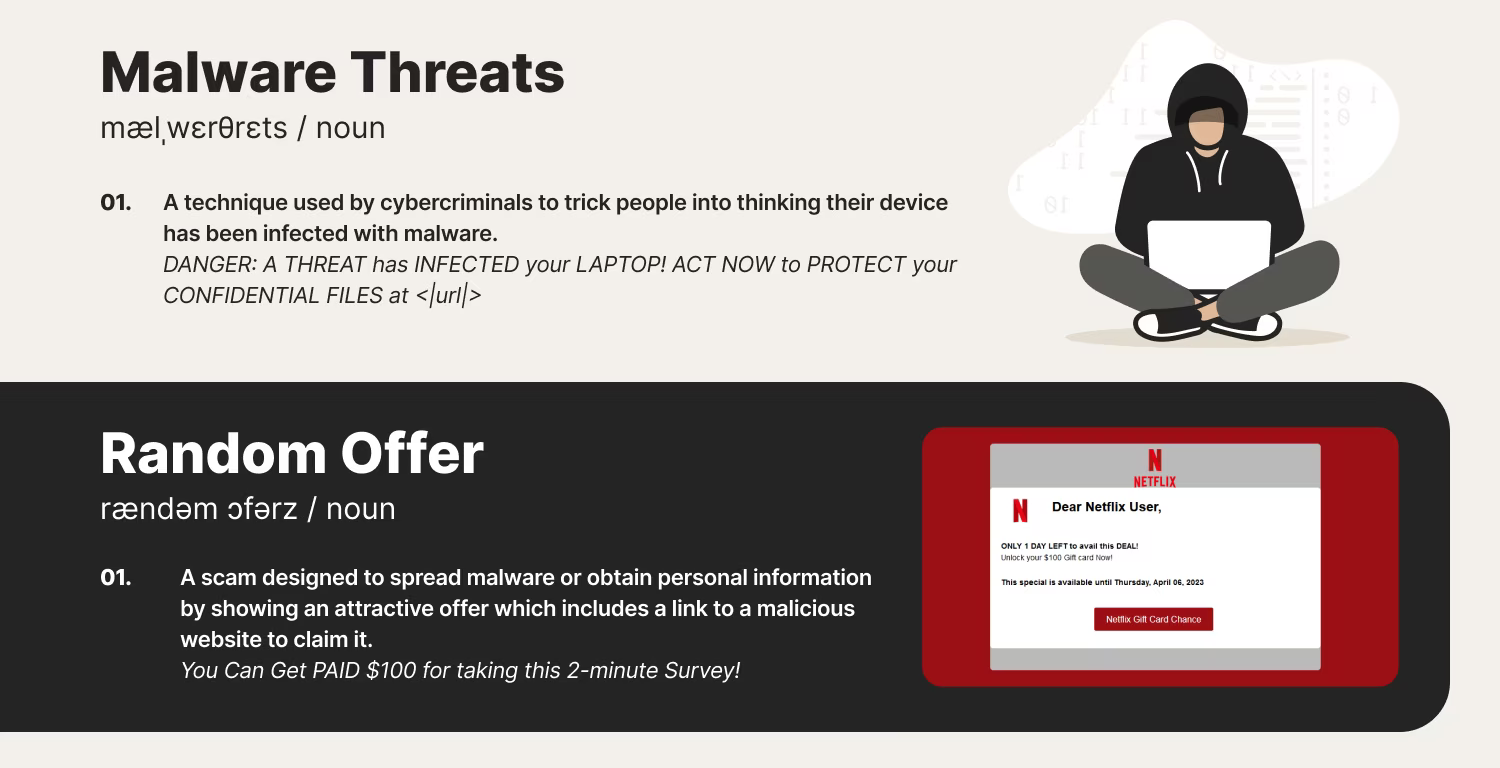 Malware Threats
mælˌwɛrθrɛts / noun
01.
A technique used by cybercriminals to trick people into thinking their device
has been infected with malware.
DANGER: A THREAT has INFECTED your LAPTOP! ACT NOW to PROTECT your
CONFIDENTIAL FILES at <|url|>
Random Offer
rændəm ɔfərz / noun
01.
A scam designed to spread malware or obtain personal information
by showing an attractive offer which includes a link to a malicious
website to claim it.
You Can Get PAID $100 for taking this 2-minute Survey!
N
NETFLIX
N
Dear Netflix User,
ONLY 1 DAY LEFT to avail this DEAL!
Unlock your $100 Gift card Now!
This special is available until Thursday, April 06, 2023
Netflix Gift Card Chance